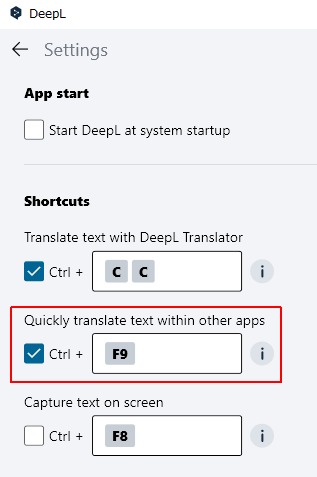 DeepL
← Settings
App start
Start DeepL at system startup
Shortcuts
Translate text with DeepL Translator
Ctrl + C C i
Quickly translate text within other apps
Ctrl + F9 i
Capture text on screen
Ctrl + F8 i